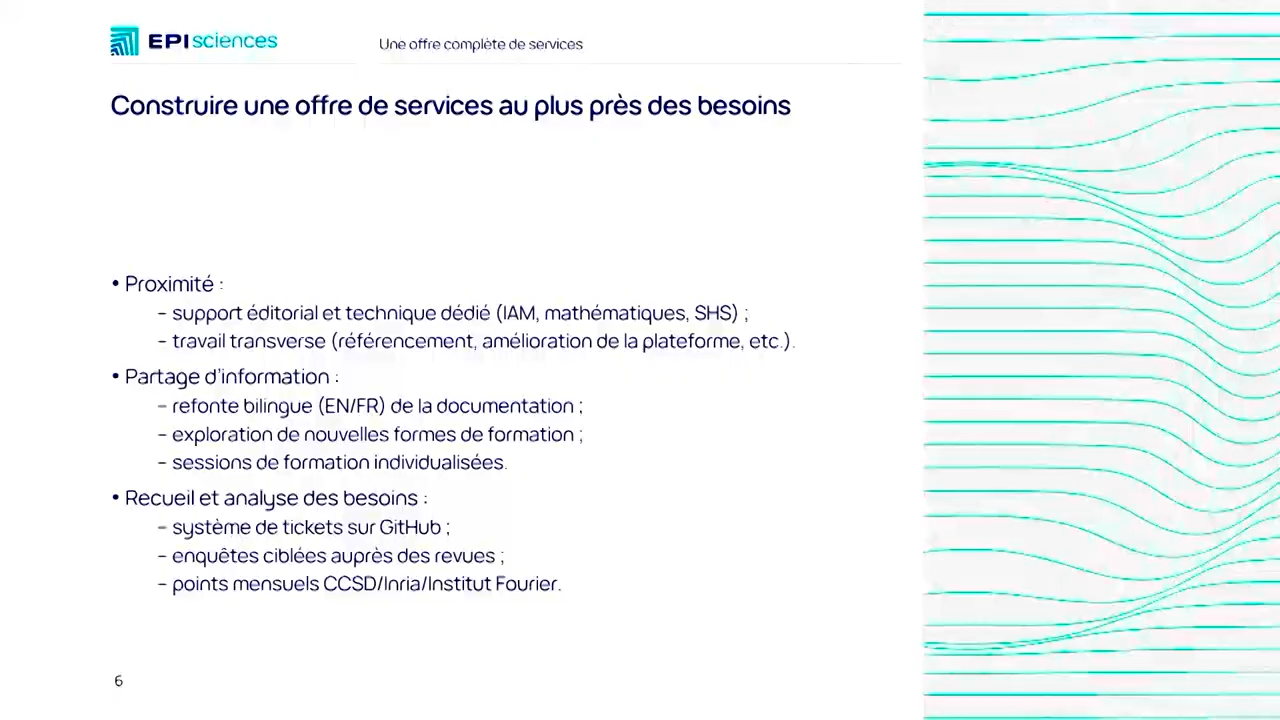 EPIsciences
Une offre complète de services
Construire une offre de services au plus près des besoins
• Proximité :
– support éditorial et technique dédié (IAM, mathématiques, SHS) ;
– travail transverse (référencement, amélioration de la plateforme, etc.).
• Partage d’information :
– refonte bilingue (EN/FR) de la documentation ;
– exploration de nouvelles formes de formation ;
– sessions de formation individualisées.
• Recueil et analyse des besoins :
– système de tickets sur GitHub ;
– enquêtes ciblées auprès des revues ;
– points mensuels CCSD/Inria/Institut Fourier.
6